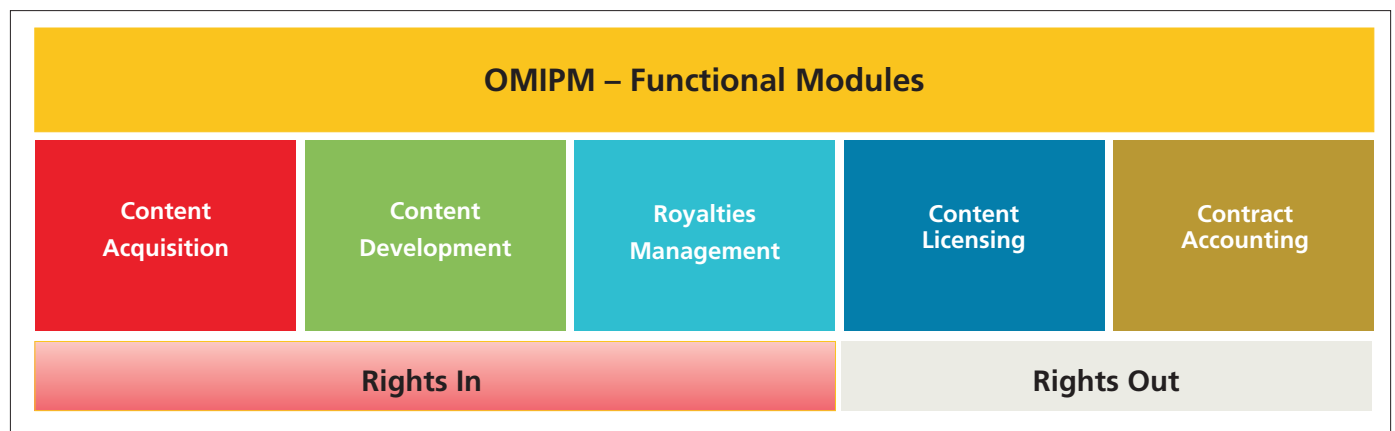 OMIPM – Functional Modules
Content
Acquisition
Content
Development
Royalties
Management
Content
Licensing
Contract
Accounting
Rights In
Rights Out